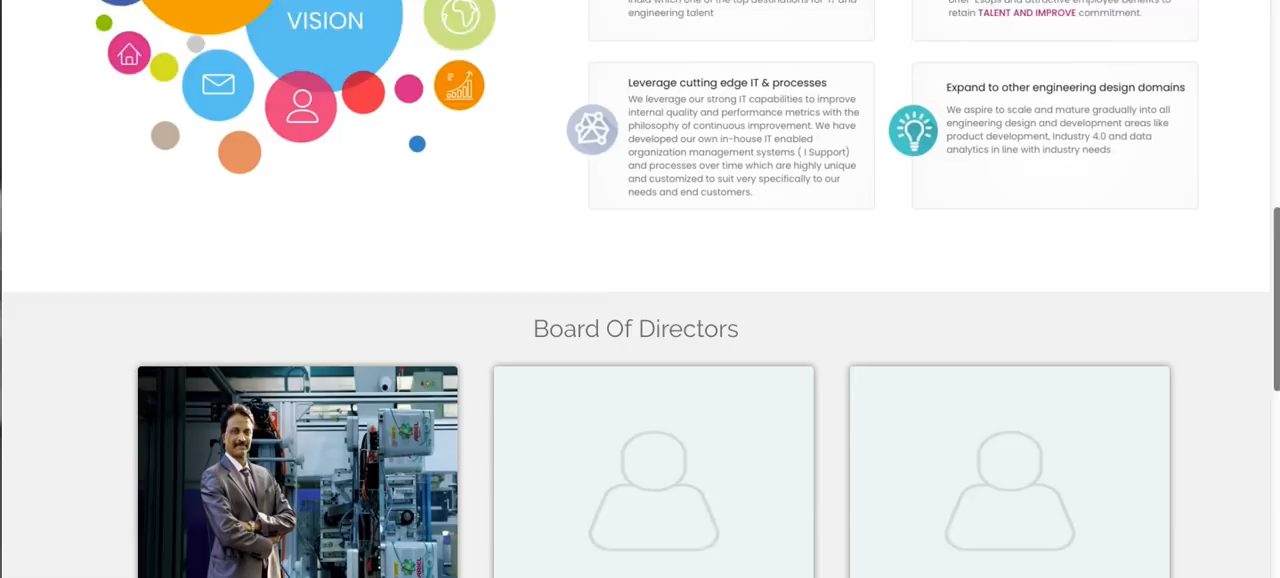 VISION
India which one of the top destinations for IT and
engineering talent
offer Esops and attractive employee benefits to
retain TALENT AND IMPROVE commitment.
Leverage cutting edge IT & processes
We leverage our strong IT capabilities to improve
internal quality and performance metrics with the
philosophy of continuous improvement. We have
developed our own in-house IT enabled
organization management systems ( I Support)
and processes over time which are highly unique
and customized to suit very specifically to our
needs and end customers.
Expand to other engineering design domains
We aspire to scale and mature gradually into all
engineering design and development areas like
product development, Industry 4.0 and data
analytics in line with industry needs
Board Of Directors